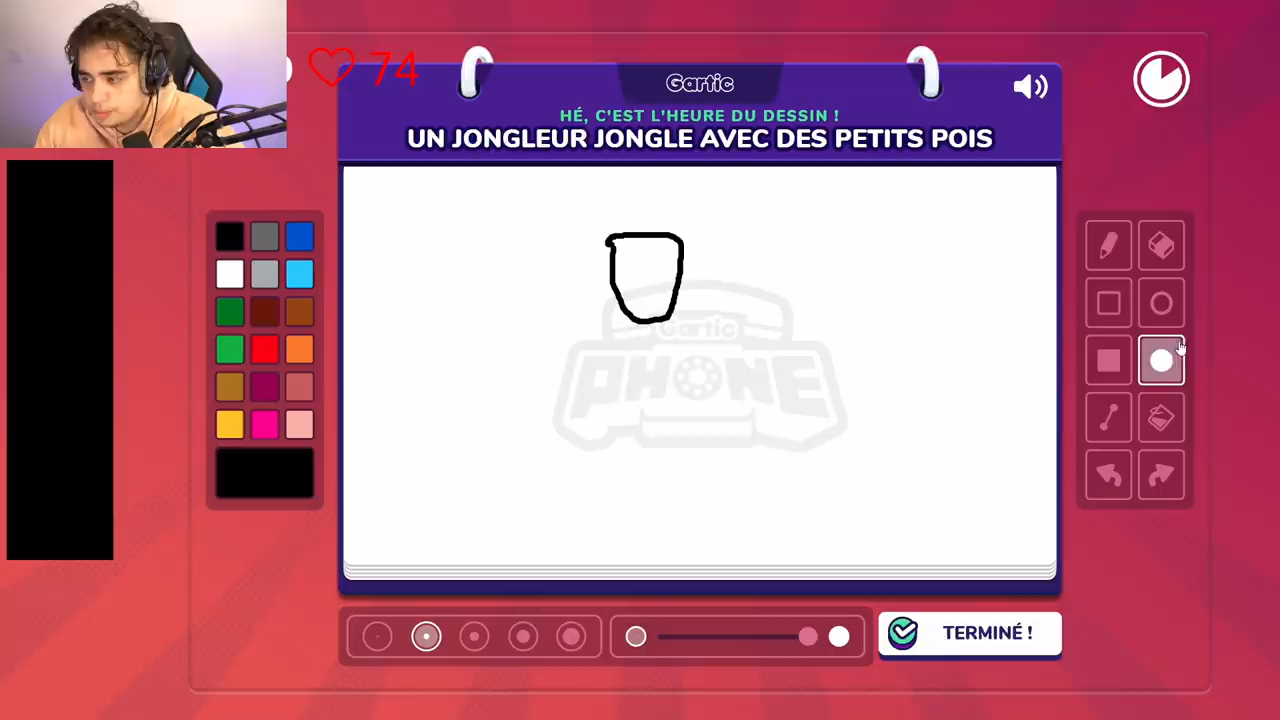 74
Gartic
HÉ, C'EST L'HEURE DU DESSIN !
UN JONGLEUR JONGLE AVEC DES PETITS POIS
Gartic
PHONE
TERMINÉ !